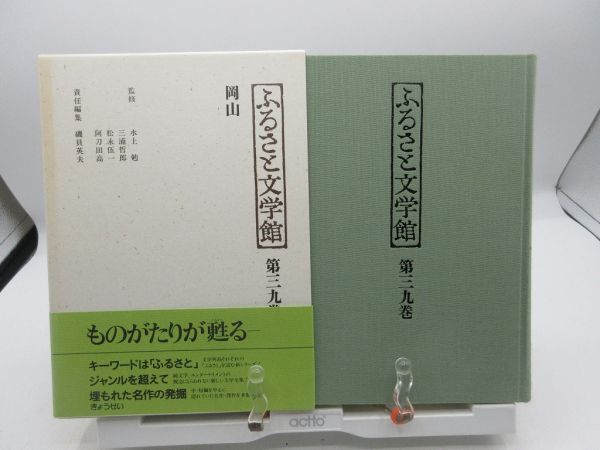 ふるさと文学館
第三九巻
岡山
監修
水上 勉
三浦哲郎
松永伍一
阿刀田高
責任編集
磯貝英夫
ものがたりが甦る
キーワードは「ふるさと」
ジャンルを超えて
埋もれた名作の発掘
ぎょうせい
ふるさと文学館
第三九巻
actto